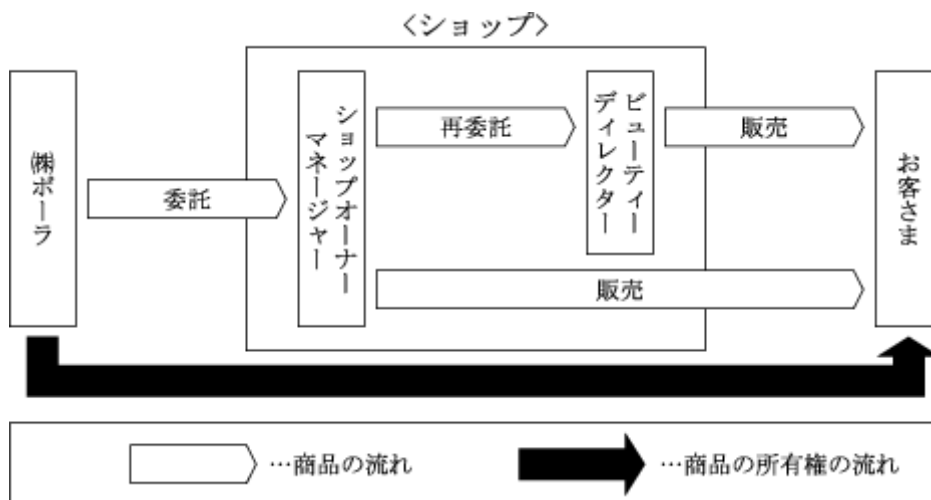 〈ショップ〉
㈱ポーラ
委託
ショップオーナー
マネージャー
再委託
ビューティー
ディレクター
販売
販売
お客さま
…商品の流れ
…商品の所有権の流れ